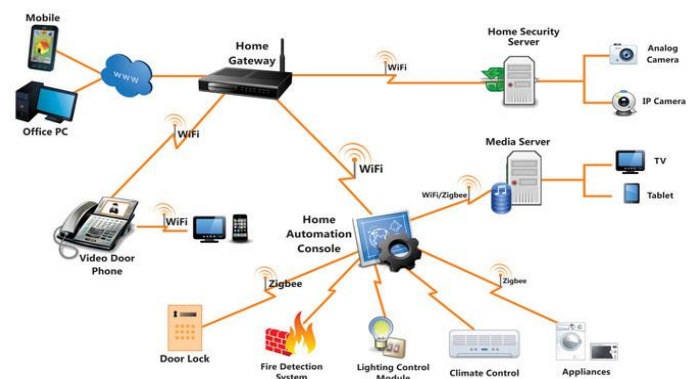 Mobile
Office PC
www
Home
Gateway
WiFi
Home Security
Server
Analog
Camera
IP Camera
WiFi
WiFi
Media Server
WiFi/Zigbee
TV
Tablet
Video Door
Phone
WiFi
Home
Automation
Console
Zigbee
Zigbee
Door Lock
Fire Detection
System
Lighting Control
Module
Climate Control
Appliances